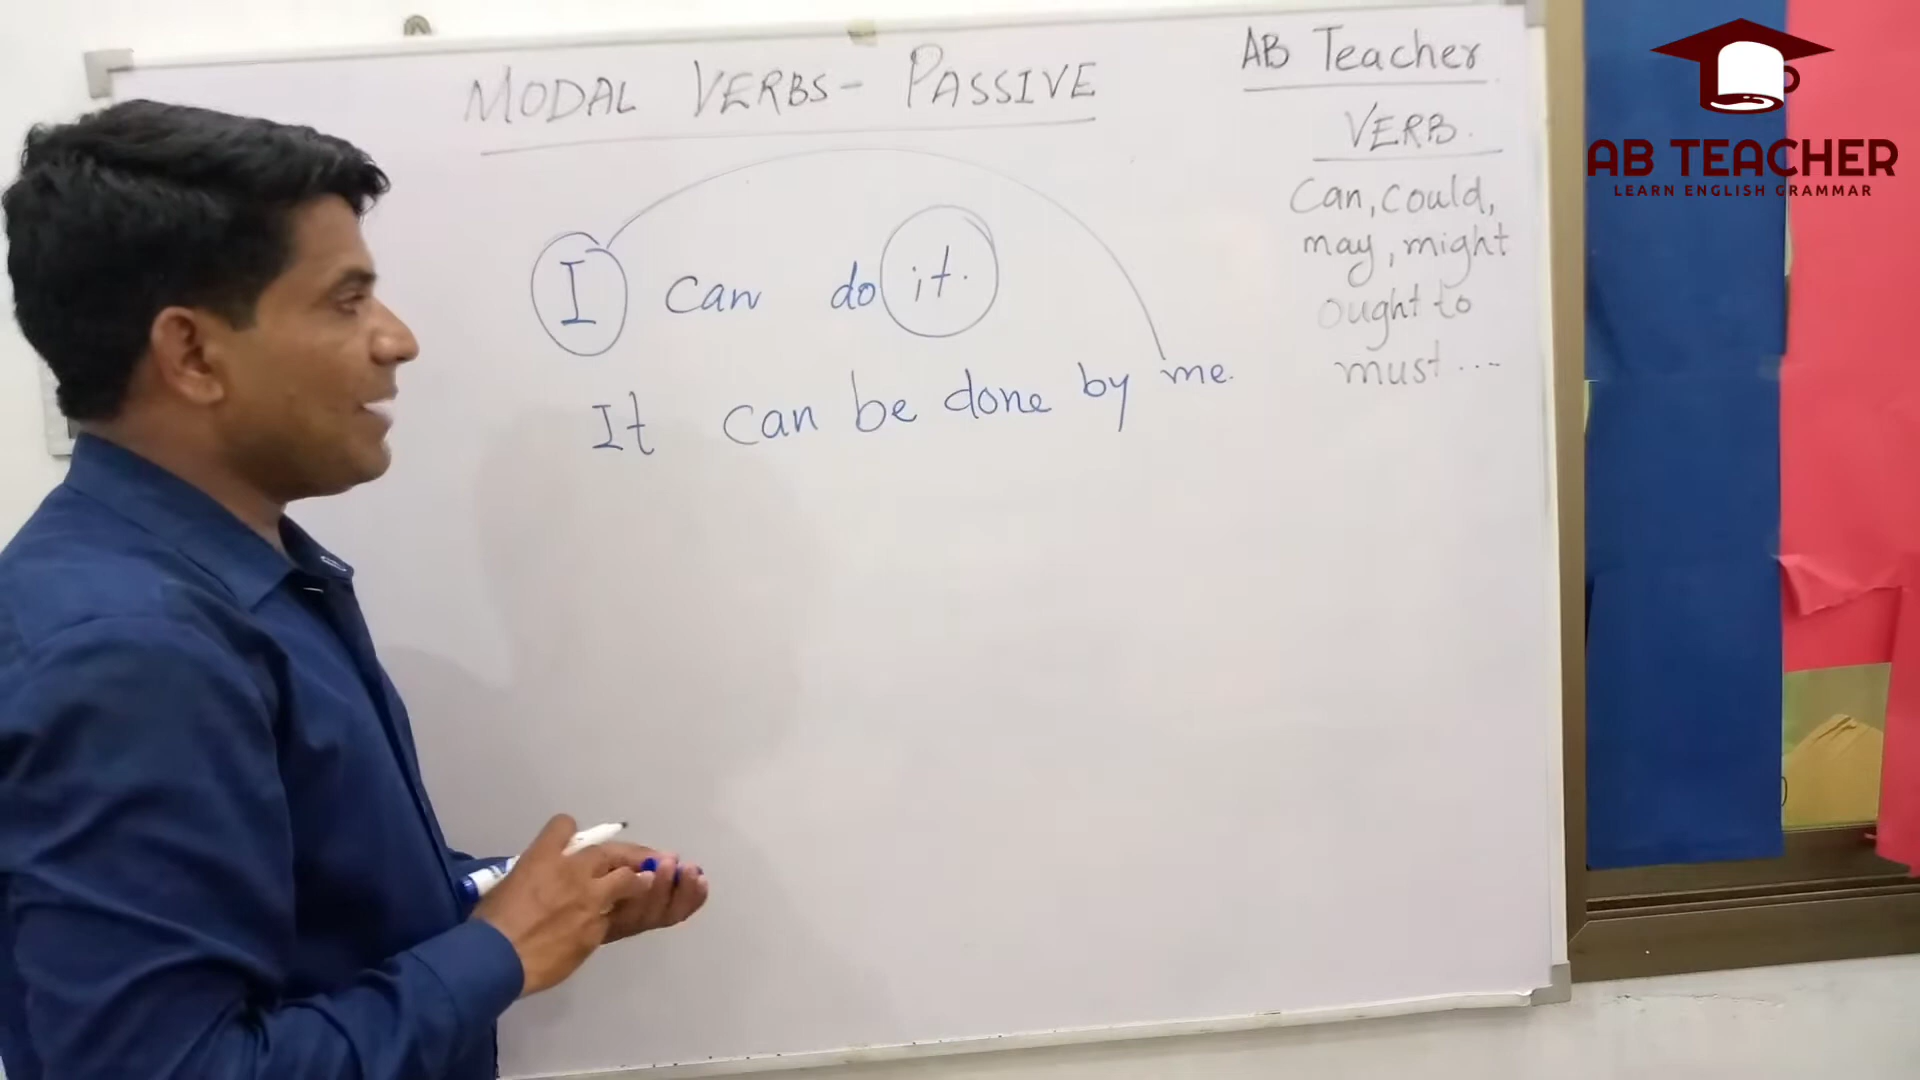 MODAL VERBS - PASSIVE
I can do it.
It can be done by me.
AB Teacher
VERB.
Can, could,
may, might
ought to
must ...
AB TEACHER
LEARN ENGLISH GRAMMAR